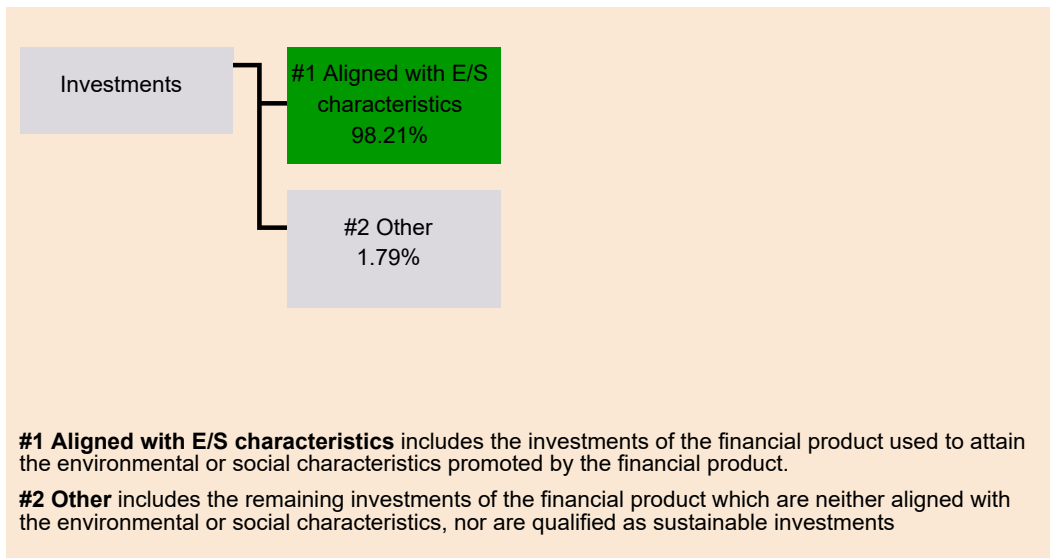 Investments
#1 Aligned with E/S
characteristics
98.21%
#2 Other
1.79%
#1 Aligned with E/S characteristics includes the investments of the financial product used to attain
the environmental or social characteristics promoted by the financial product.
#2 Other includes the remaining investments of the financial product which are neither aligned with
the environmental or social characteristics, nor are qualified as sustainable investments